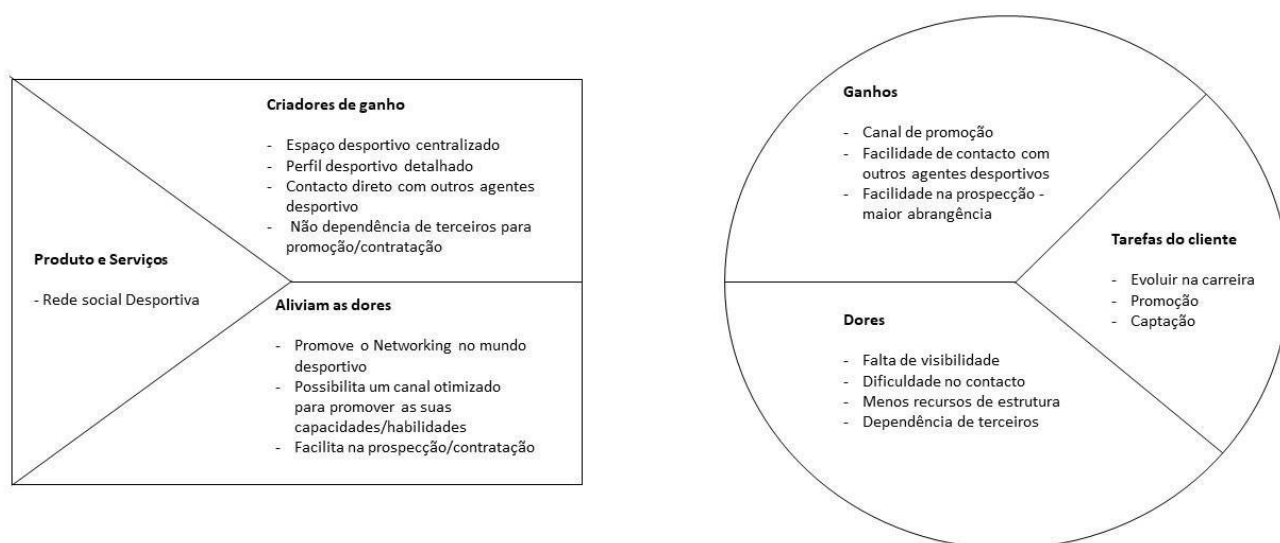 Criadores de ganho
- Espaço desportivo centralizado
- Perfil desportivo detalhado
- Contacto direto com outros agentes
desportivo
- Não dependência de terceiros para
promoção/contratação
Produto e Serviços
- Rede social Desportiva
Aliviam as dores
- Promove o Networking no mundo
desportivo
- Possibilita um canal otimizado
para promover as suas
capacidades/habilidades
- Facilita na prospecção/contratação
Ganhos
- Canal de promoção
- Facilidade de contacto com
outros agentes desportivos
- Facilidade na prospecção -
maior abrangência
Tarefas do cliente
- Evoluir na carreira
- Promoção
- Captação
Dores
- Falta de visibilidade
- Dificuldade no contacto
- Menos recursos de estrutura
- Dependência de terceiros